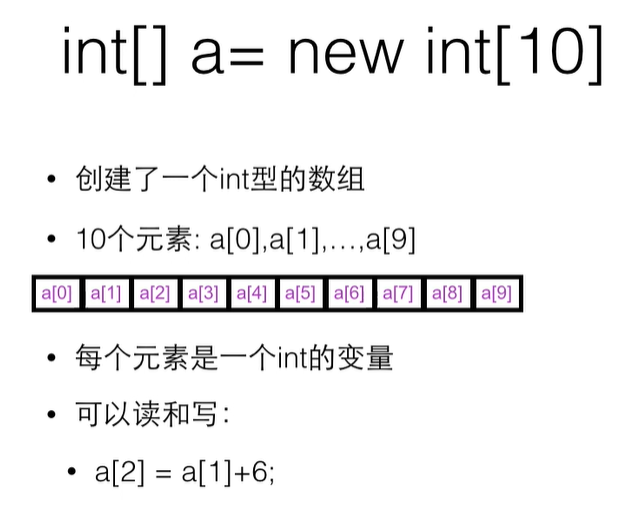 int[] a= new int[10]
• 创建了一个int型的数组
• 10个元素: a[0],a[1],…,a[9]
a[0] a[1] a[2] a[3] a[4] a[5] a[6] a[7] a[8] a[9]
• 每个元素是一个int的变量
• 可以读和写：
• a[2] = a[1]+6;